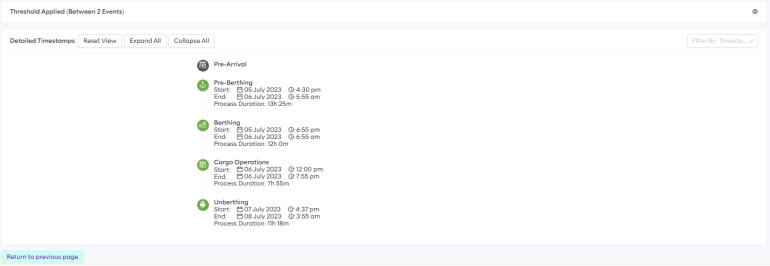 Threshold Applied (Between 2 Events)
Detailed Timestamps Reset View Expand All Collapse All Filter By: Timesta...
Pre-Arrival
Pre-Berthing
Start: 05 July 2023 4:30 pm
End: 06 July 2023 5:55 am
Process Duration: 13h 25m
Berthing
Start: 05 July 2023 6:55 pm
End: 06 July 2023 6:55 am
Process Duration: 12h 0m
Cargo Operations
Start: 06 July 2023 12:00 pm
End: 06 July 2023 7:55 pm
Process Duration: 7h 55m
Unberthing
Start: 07 July 2023 4:37 pm
End: 08 July 2023 3:55 am
Process Duration: 11h 18m
Return to previous page